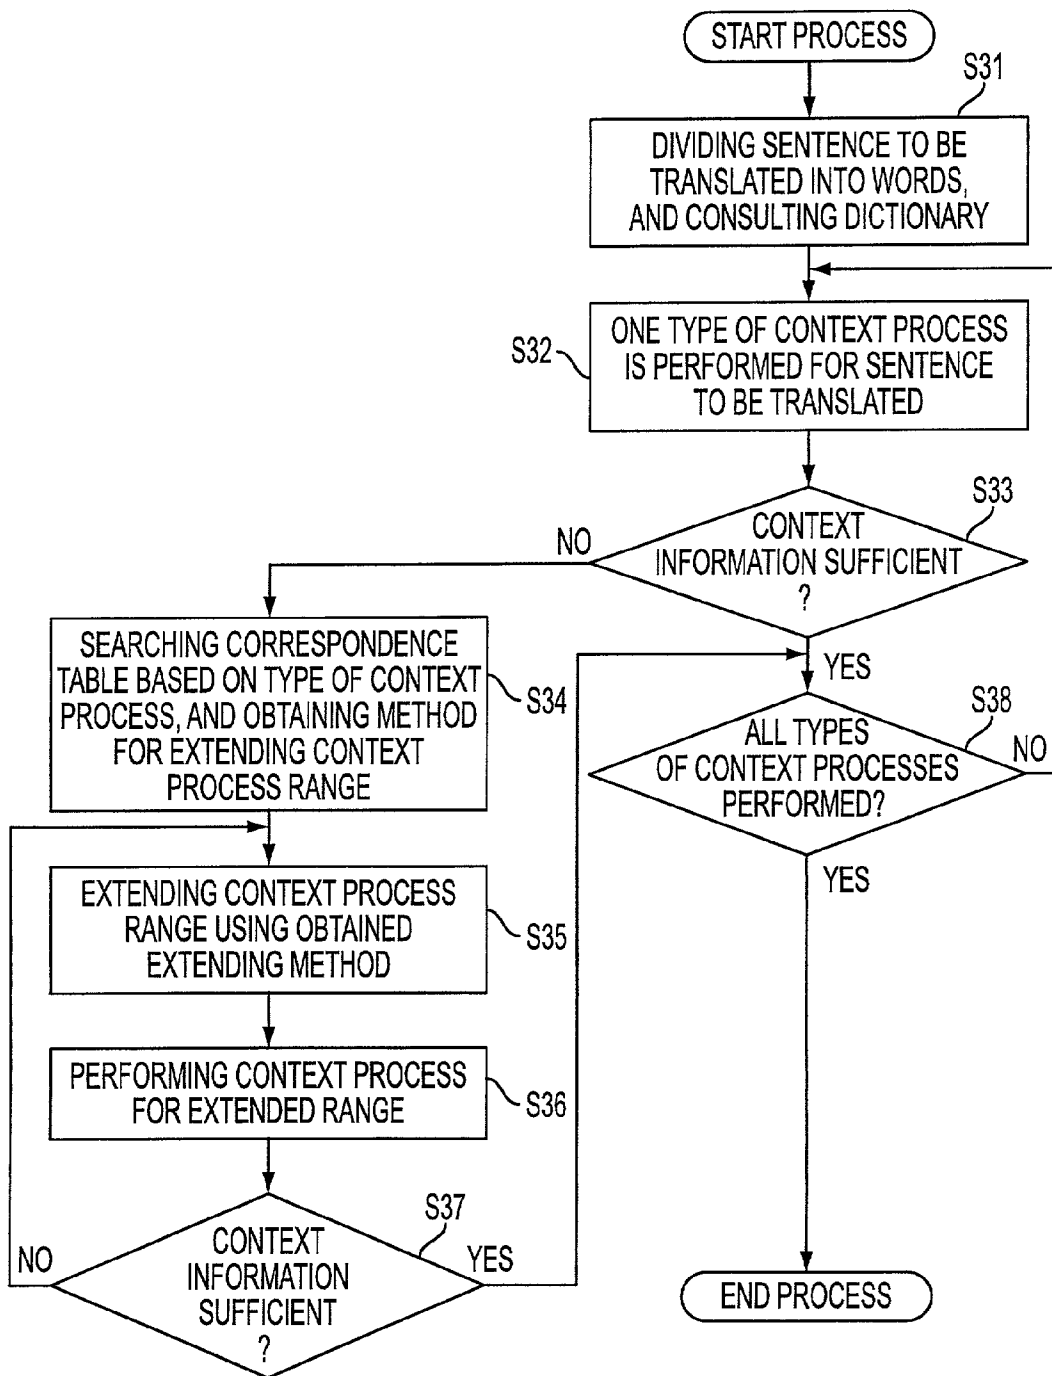 START PROCESS
S31
DIVIDING SENTENCE TO BE
TRANSLATED INTO WORDS,
AND CONSULTING DICTIONARY
S32
ONE TYPE OF CONTEXT PROCESS
IS PERFORMED FOR SENTENCE
TO BE TRANSLATED
S33
CONTEXT
INFORMATION SUFFICIENT
?
NO
YES
SEARCHING CORRESPONDENCE
TABLE BASED ON TYPE OF CONTEXT
PROCESS, AND OBTAINING METHOD
FOR EXTENDING CONTEXT
PROCESS RANGE
S34
EXTENDING CONTEXT PROCESS
RANGE USING OBTAINED
EXTENDING METHOD
S35
PERFORMING CONTEXT PROCESS
FOR EXTENDED RANGE
S36
S37
CONTEXT
INFORMATION
SUFFICIENT
?
NO
YES
S38
ALL TYPES
OF CONTEXT PROCESSES
PERFORMED?
NO
YES
END PROCESS